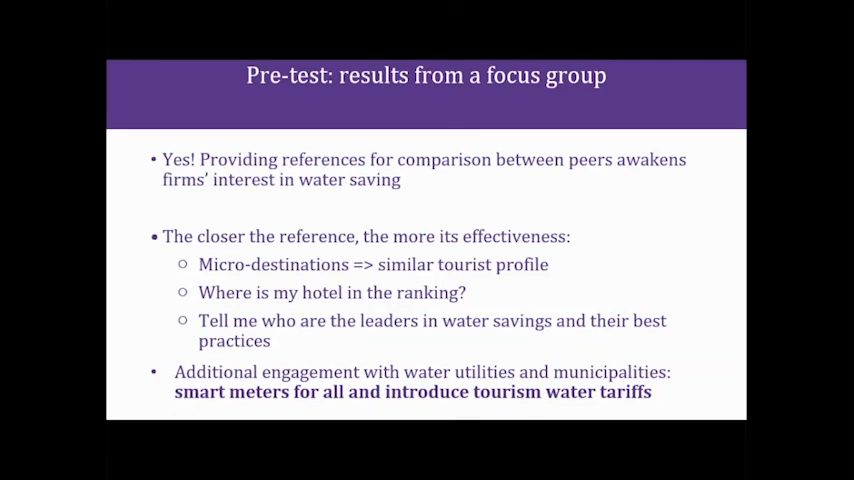 Pre-test: results from a focus group
• Yes! Providing references for comparison between peers awakens
firms' interest in water saving
• The closer the reference, the more its effectiveness:
○ Micro-destinations => similar tourist profile
○ Where is my hotel in the ranking?
○ Tell me who are the leaders in water savings and their best
practices
• Additional engagement with water utilities and municipalities:
smart meters for all and introduce tourism water tariffs